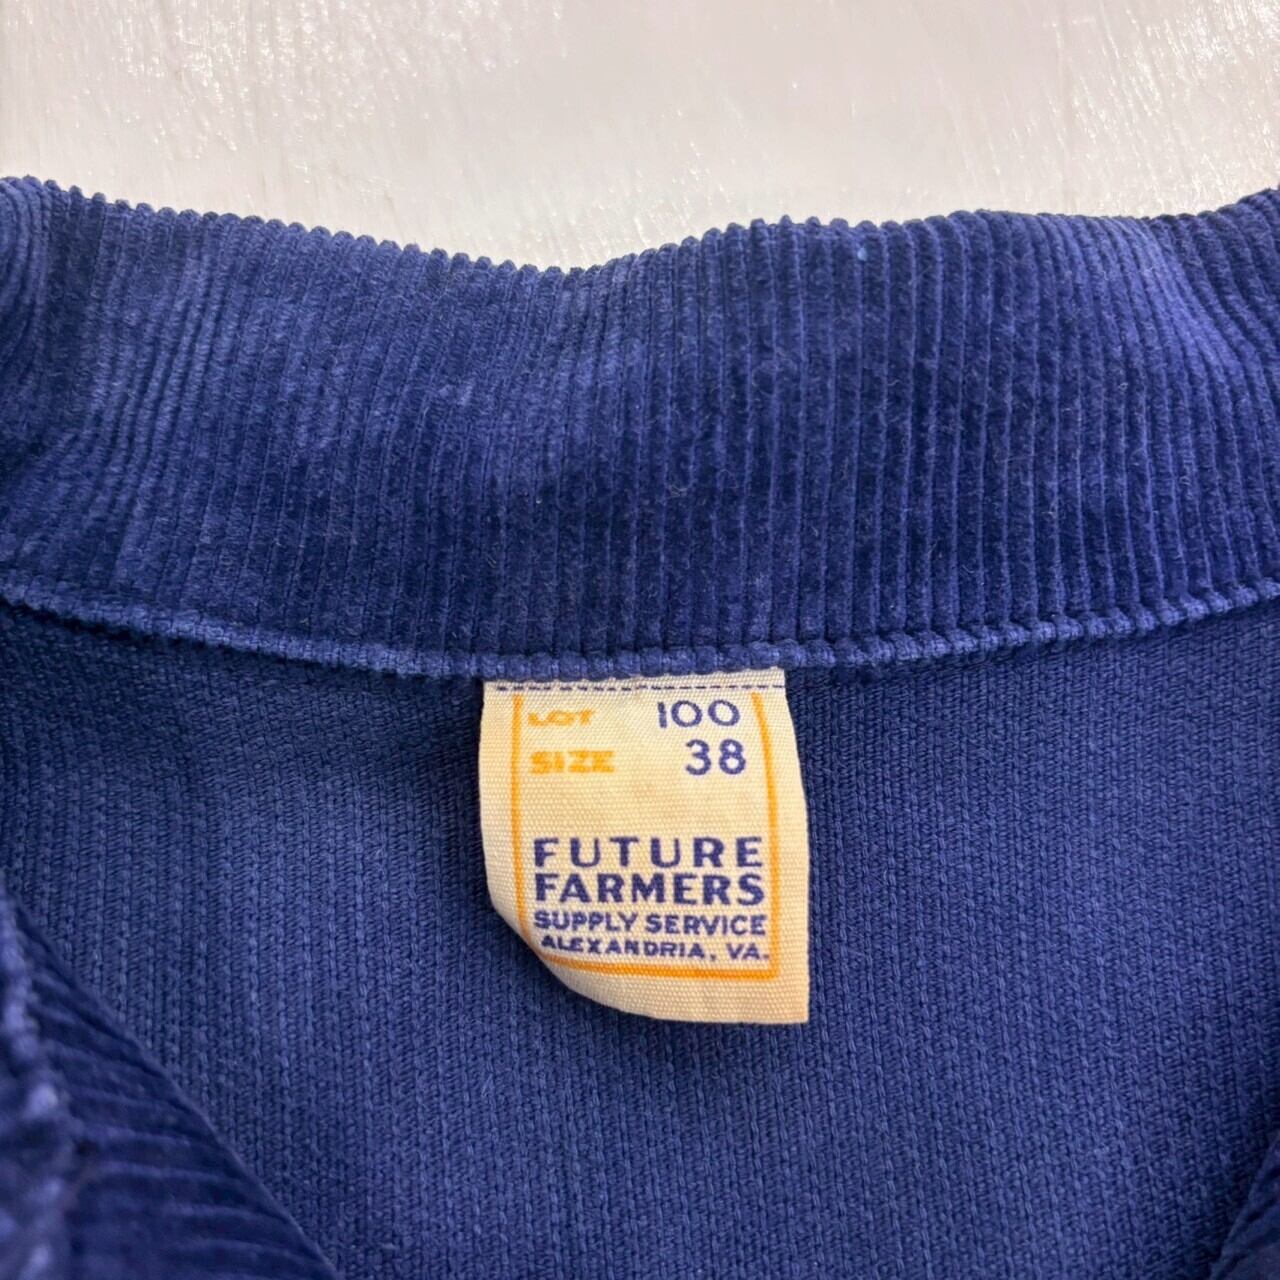 LOT 100
SIZE 38
FUTURE
FARMERS
SUPPLY SERVICE
ALEXANDRIA, VA.